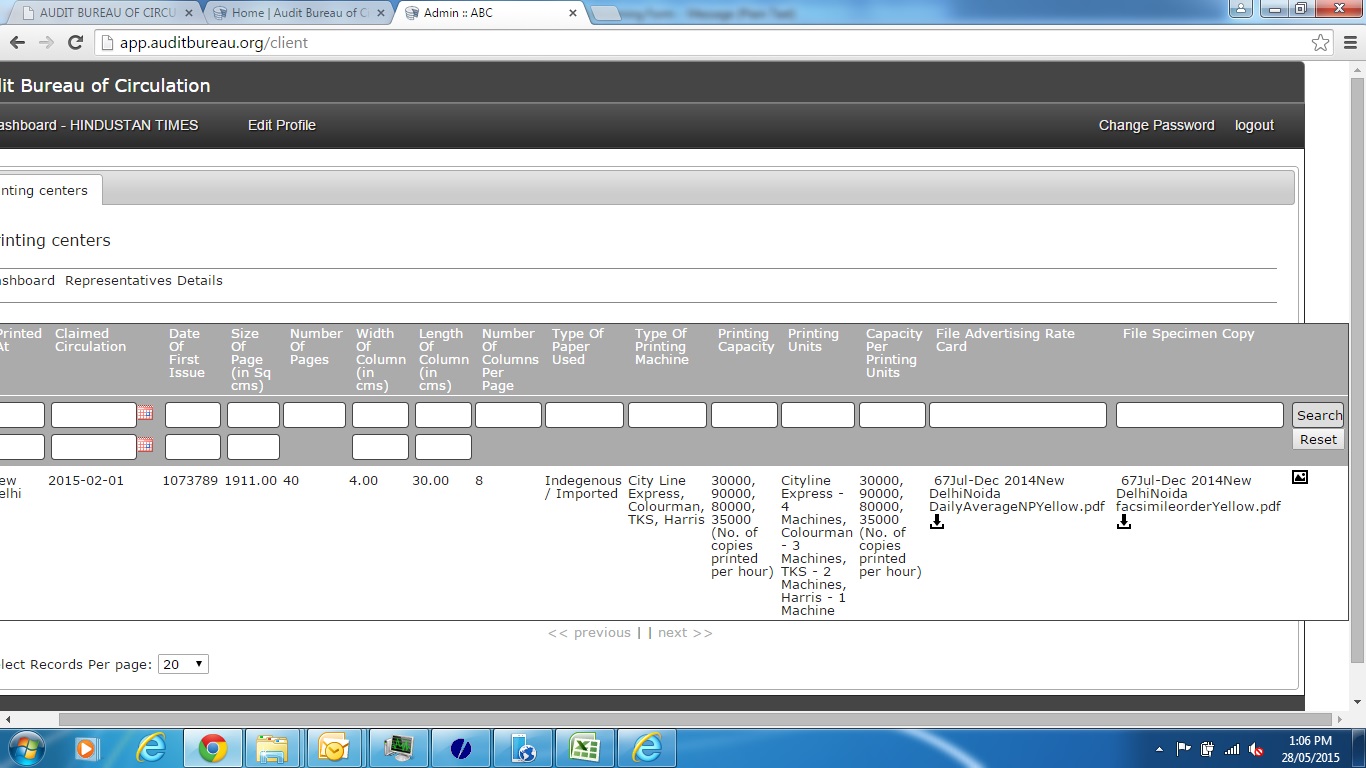 AUDIT BUREAU OF CIRCU
Home | Audit Bureau of Ci
Admin :: ABC
app.auditbureau.org/client
dit Bureau of Circulation
ashboard - HINDUSTAN TIMES Edit Profile Change Password logout
nting centers
rinting centers
ashboard Representatives Details
Printed At
Claimed Circulation
Date Of First Issue
Size Of Page (in Sq cms)
Number Of Pages
Width Of Column (in cms)
Length Of Column (in cms)
Number Of Columns Per Page
Type Of Paper Used
Type Of Printing Machine
Printing Capacity
Printing Units
Capacity Per Printing Units
File Advertising Rate Card
File Specimen Copy
Search
Reset
ew elhi
2015-02-01
1073789
1911.00
40
4.00
30.00
8
Indegenous / Imported
City Line Express, Colourman, TKS, Harris
30000, 90000, 80000, 35000 (No. of copies printed per hour)
Cityline Express - 4 Machines, Colourman - 3 Machines, TKS - 2 Machines, Harris - 1 Machine
30000, 90000, 80000, 35000 (No. of copies printed per hour)
67Jul-Dec 2014New DelhiNoida DailyAverageNPYellow.pdf
67Jul-Dec 2014New DelhiNoida facsimileorderYellow.pdf
<< previous | | next >>
lect Records Per page: 20
1:06 PM
28/05/2015